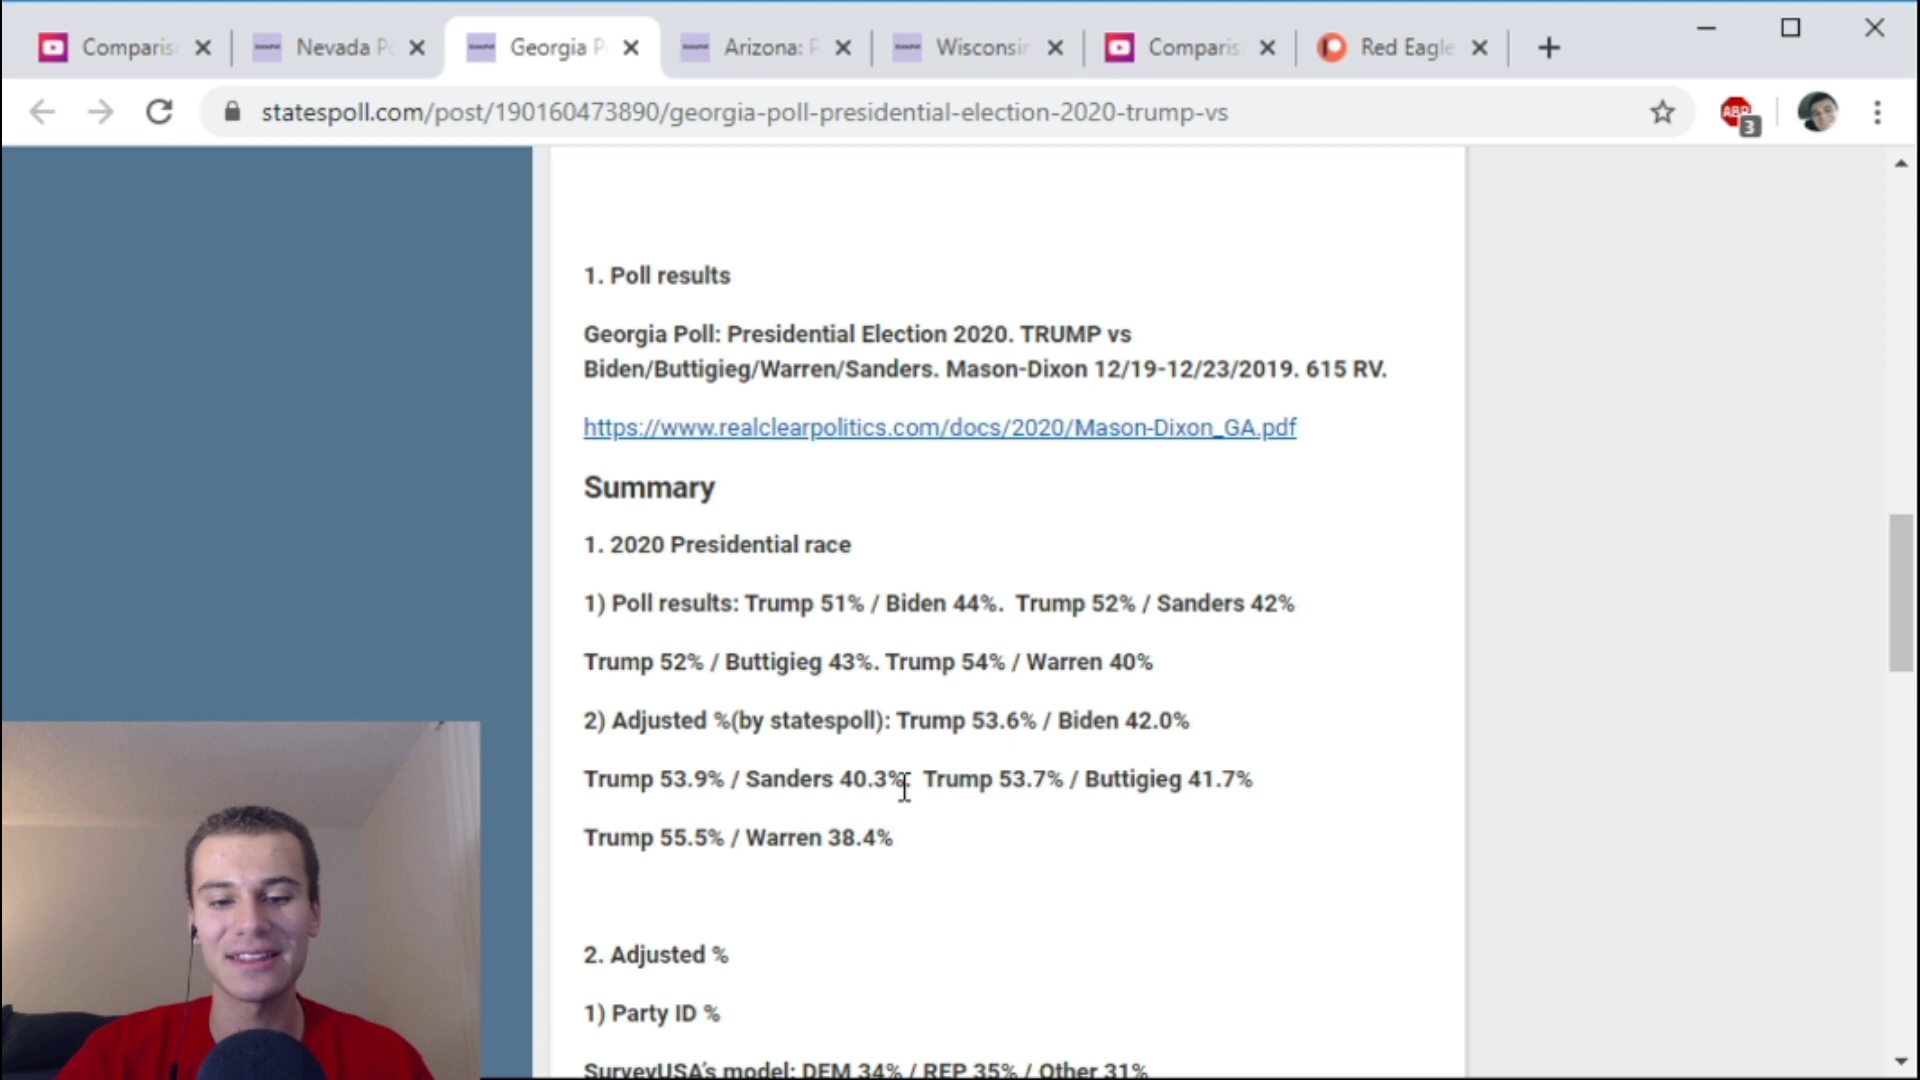 Comparis
Nevada P
Georgia P
Arizona: P
Wisconsin
Comparis
Red Eagle
statespoll.com/post/190160473890/georgia-poll-presidential-election-2020-trump-vs
ABP
3
1. Poll results
Georgia Poll: Presidential Election 2020. TRUMP vs
Biden/Buttigieg/Warren/Sanders. Mason-Dixon 12/19-12/23/2019. 615 RV.
https://www.realclearpolitics.com/docs/2020/Mason-Dixon_GA.pdf
Summary
1. 2020 Presidential race
1) Poll results: Trump 51% / Biden 44%. Trump 52% / Sanders 42%
Trump 52% / Buttigieg 43%. Trump 54% / Warren 40%
2) Adjusted %(by statespoll): Trump 53.6% / Biden 42.0%
Trump 53.9% / Sanders 40.3%. Trump 53.7% / Buttigieg 41.7%
Trump 55.5% / Warren 38.4%
2. Adjusted %
1) Party ID %
SurveyUSA's model: DEM 34% / REP 35% / Other 31%